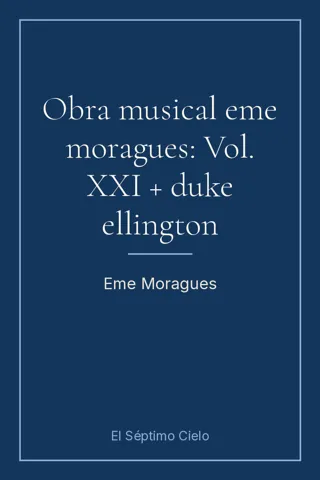 Obra musical eme
moragues: Vol.
XXI + duke
ellington
Eme Moragues
El Séptimo Cielo